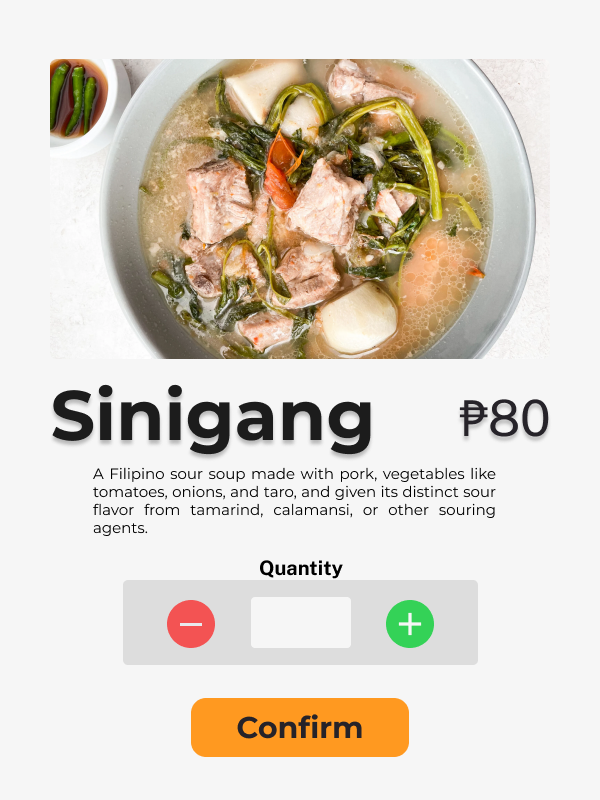 Sinigang ₱80
A Filipino sour soup made with pork, vegetables like
tomatoes, onions, and taro, and given its distinct sour
flavor from tamarind, calamansi, or other souring
agents.
Quantity
Confirm